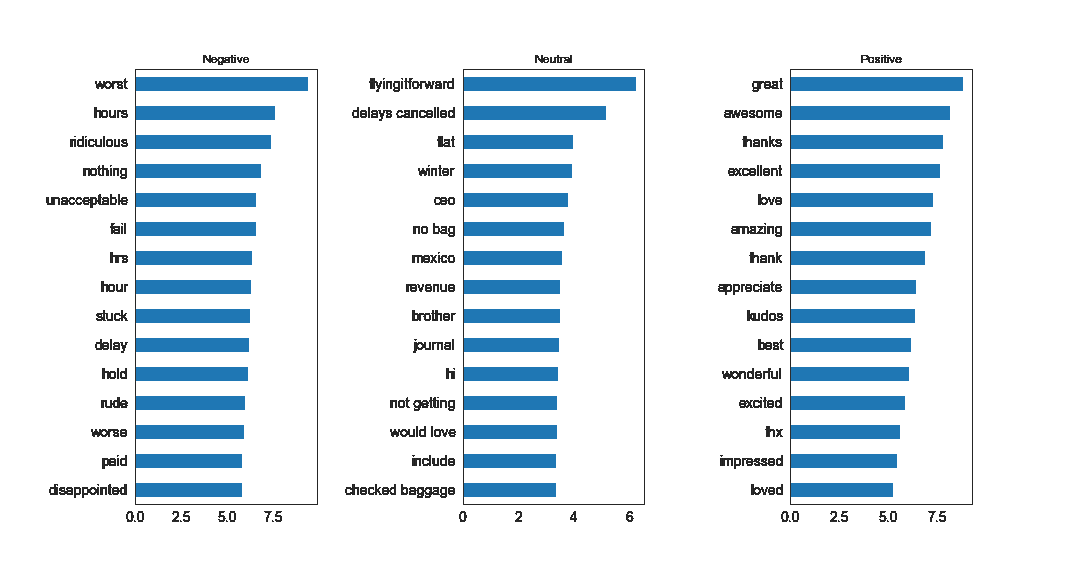 Negative
worst
hours
ridiculous
nothing
unacceptable
fail
hrs
hour
stuck
delay
hold
rude
worse
paid
disappointed
0.0 2.5 5.0 7.5
Neutral
flyingitforward
delays cancelled
flat
winter
ceo
no bag
mexico
revenue
brother
journal
hi
not getting
would love
include
checked baggage
0 2 4 6
Positive
great
awesome
thanks
excellent
love
amazing
thank
appreciate
kudos
best
wonderful
excited
thx
impressed
loved
0.0 2.5 5.0 7.5